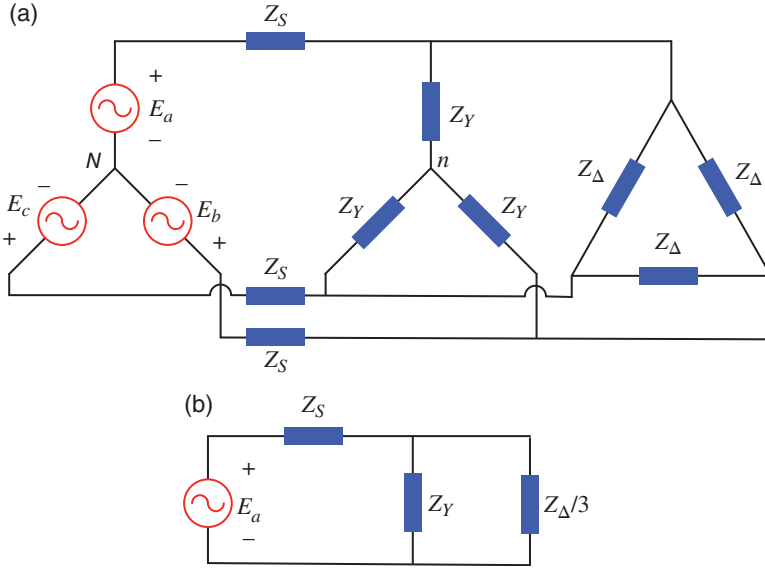 (a)
Z_S
+
E_a
Z_Y
−
N
n
Z_Δ
Z_Δ
−
−
E_c
E_b
Z_Y
Z_Y
+
+
Z_Δ
Z_S
Z_S
(b)
Z_S
+
E_a
Z_Y
Z_Δ/3
−